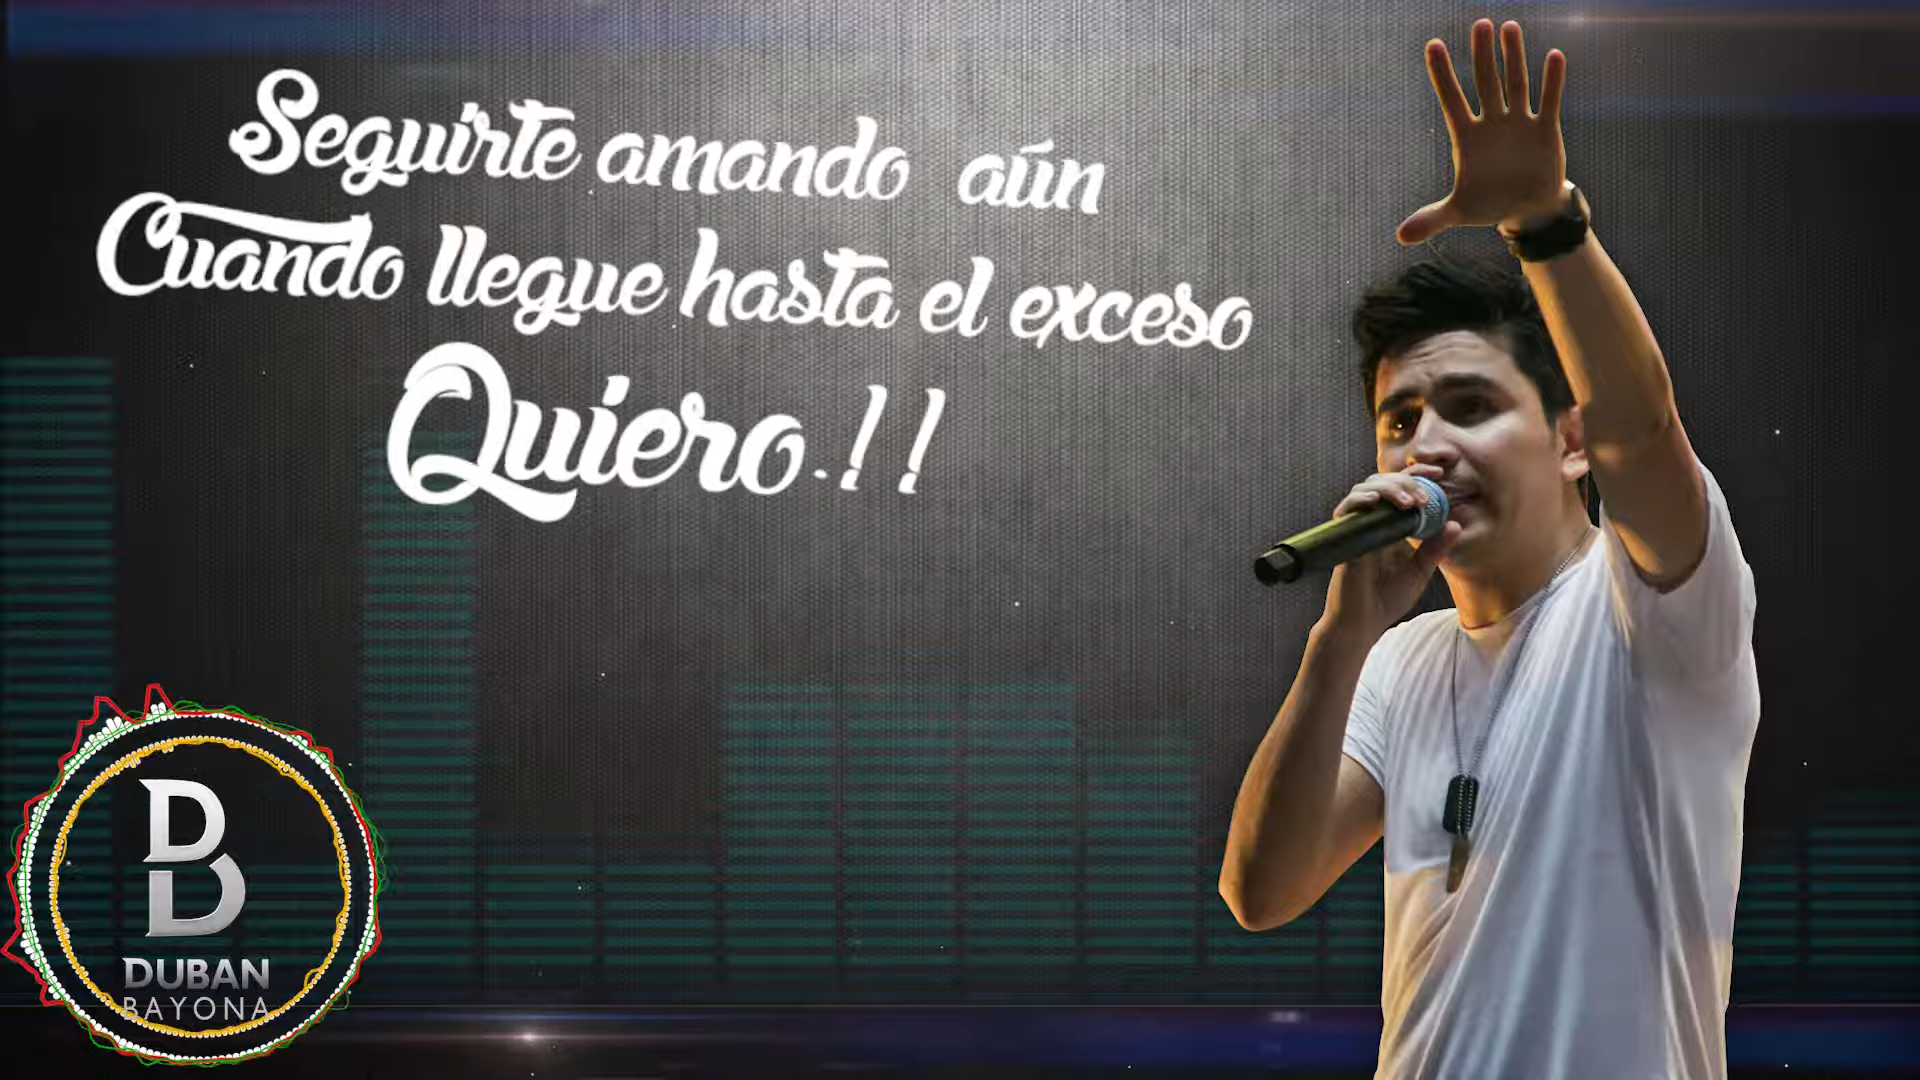 Seguirte amando aún
Cuando llegue hasta el exceso
Quiero.!!
DUBAN
BAYONA